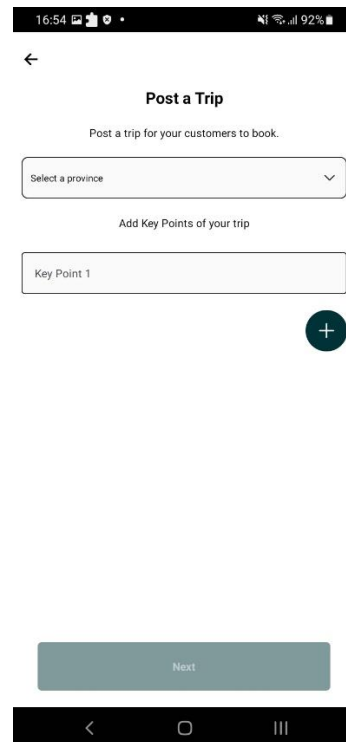 16:54 92%
Post a Trip
Post a trip for your customers to book.
Select a province
Add Key Points of your trip
Key Point 1
Next